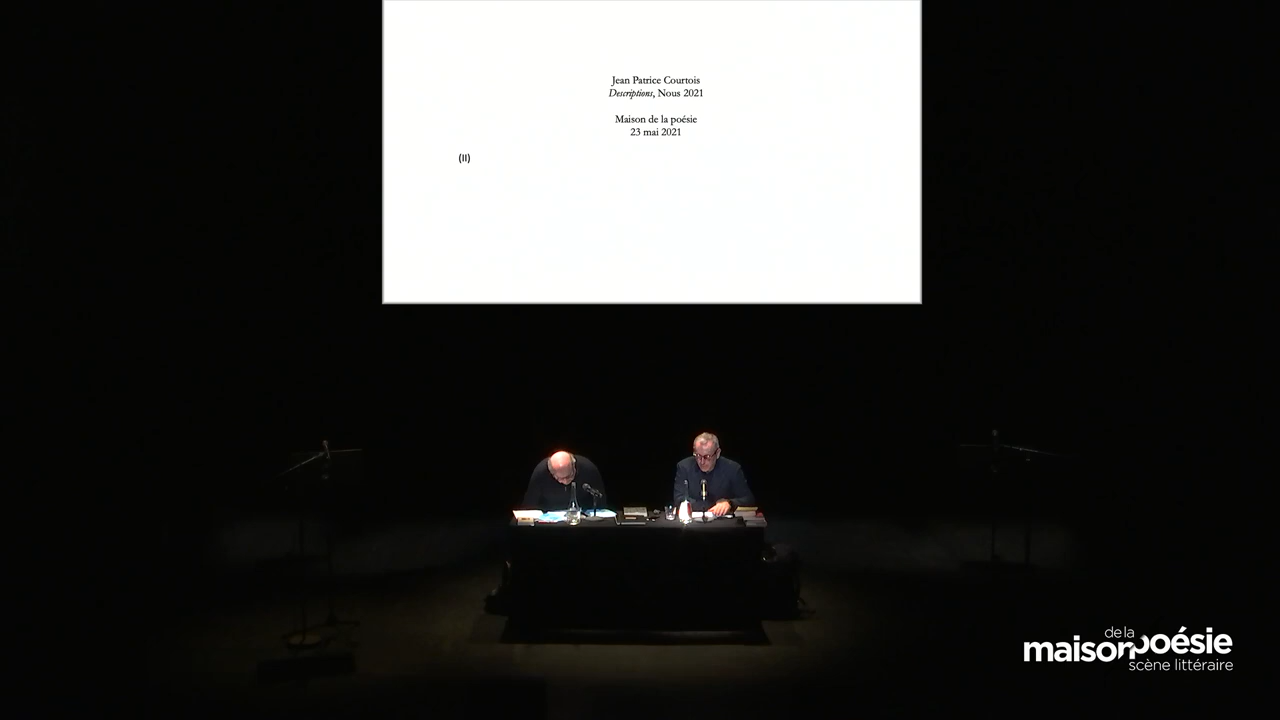 Jean Patrice Courtois
Descriptions, Nous 2021
Maison de la poésie
23 mai 2021
(II)
de la
maison poésie
scène littéraire